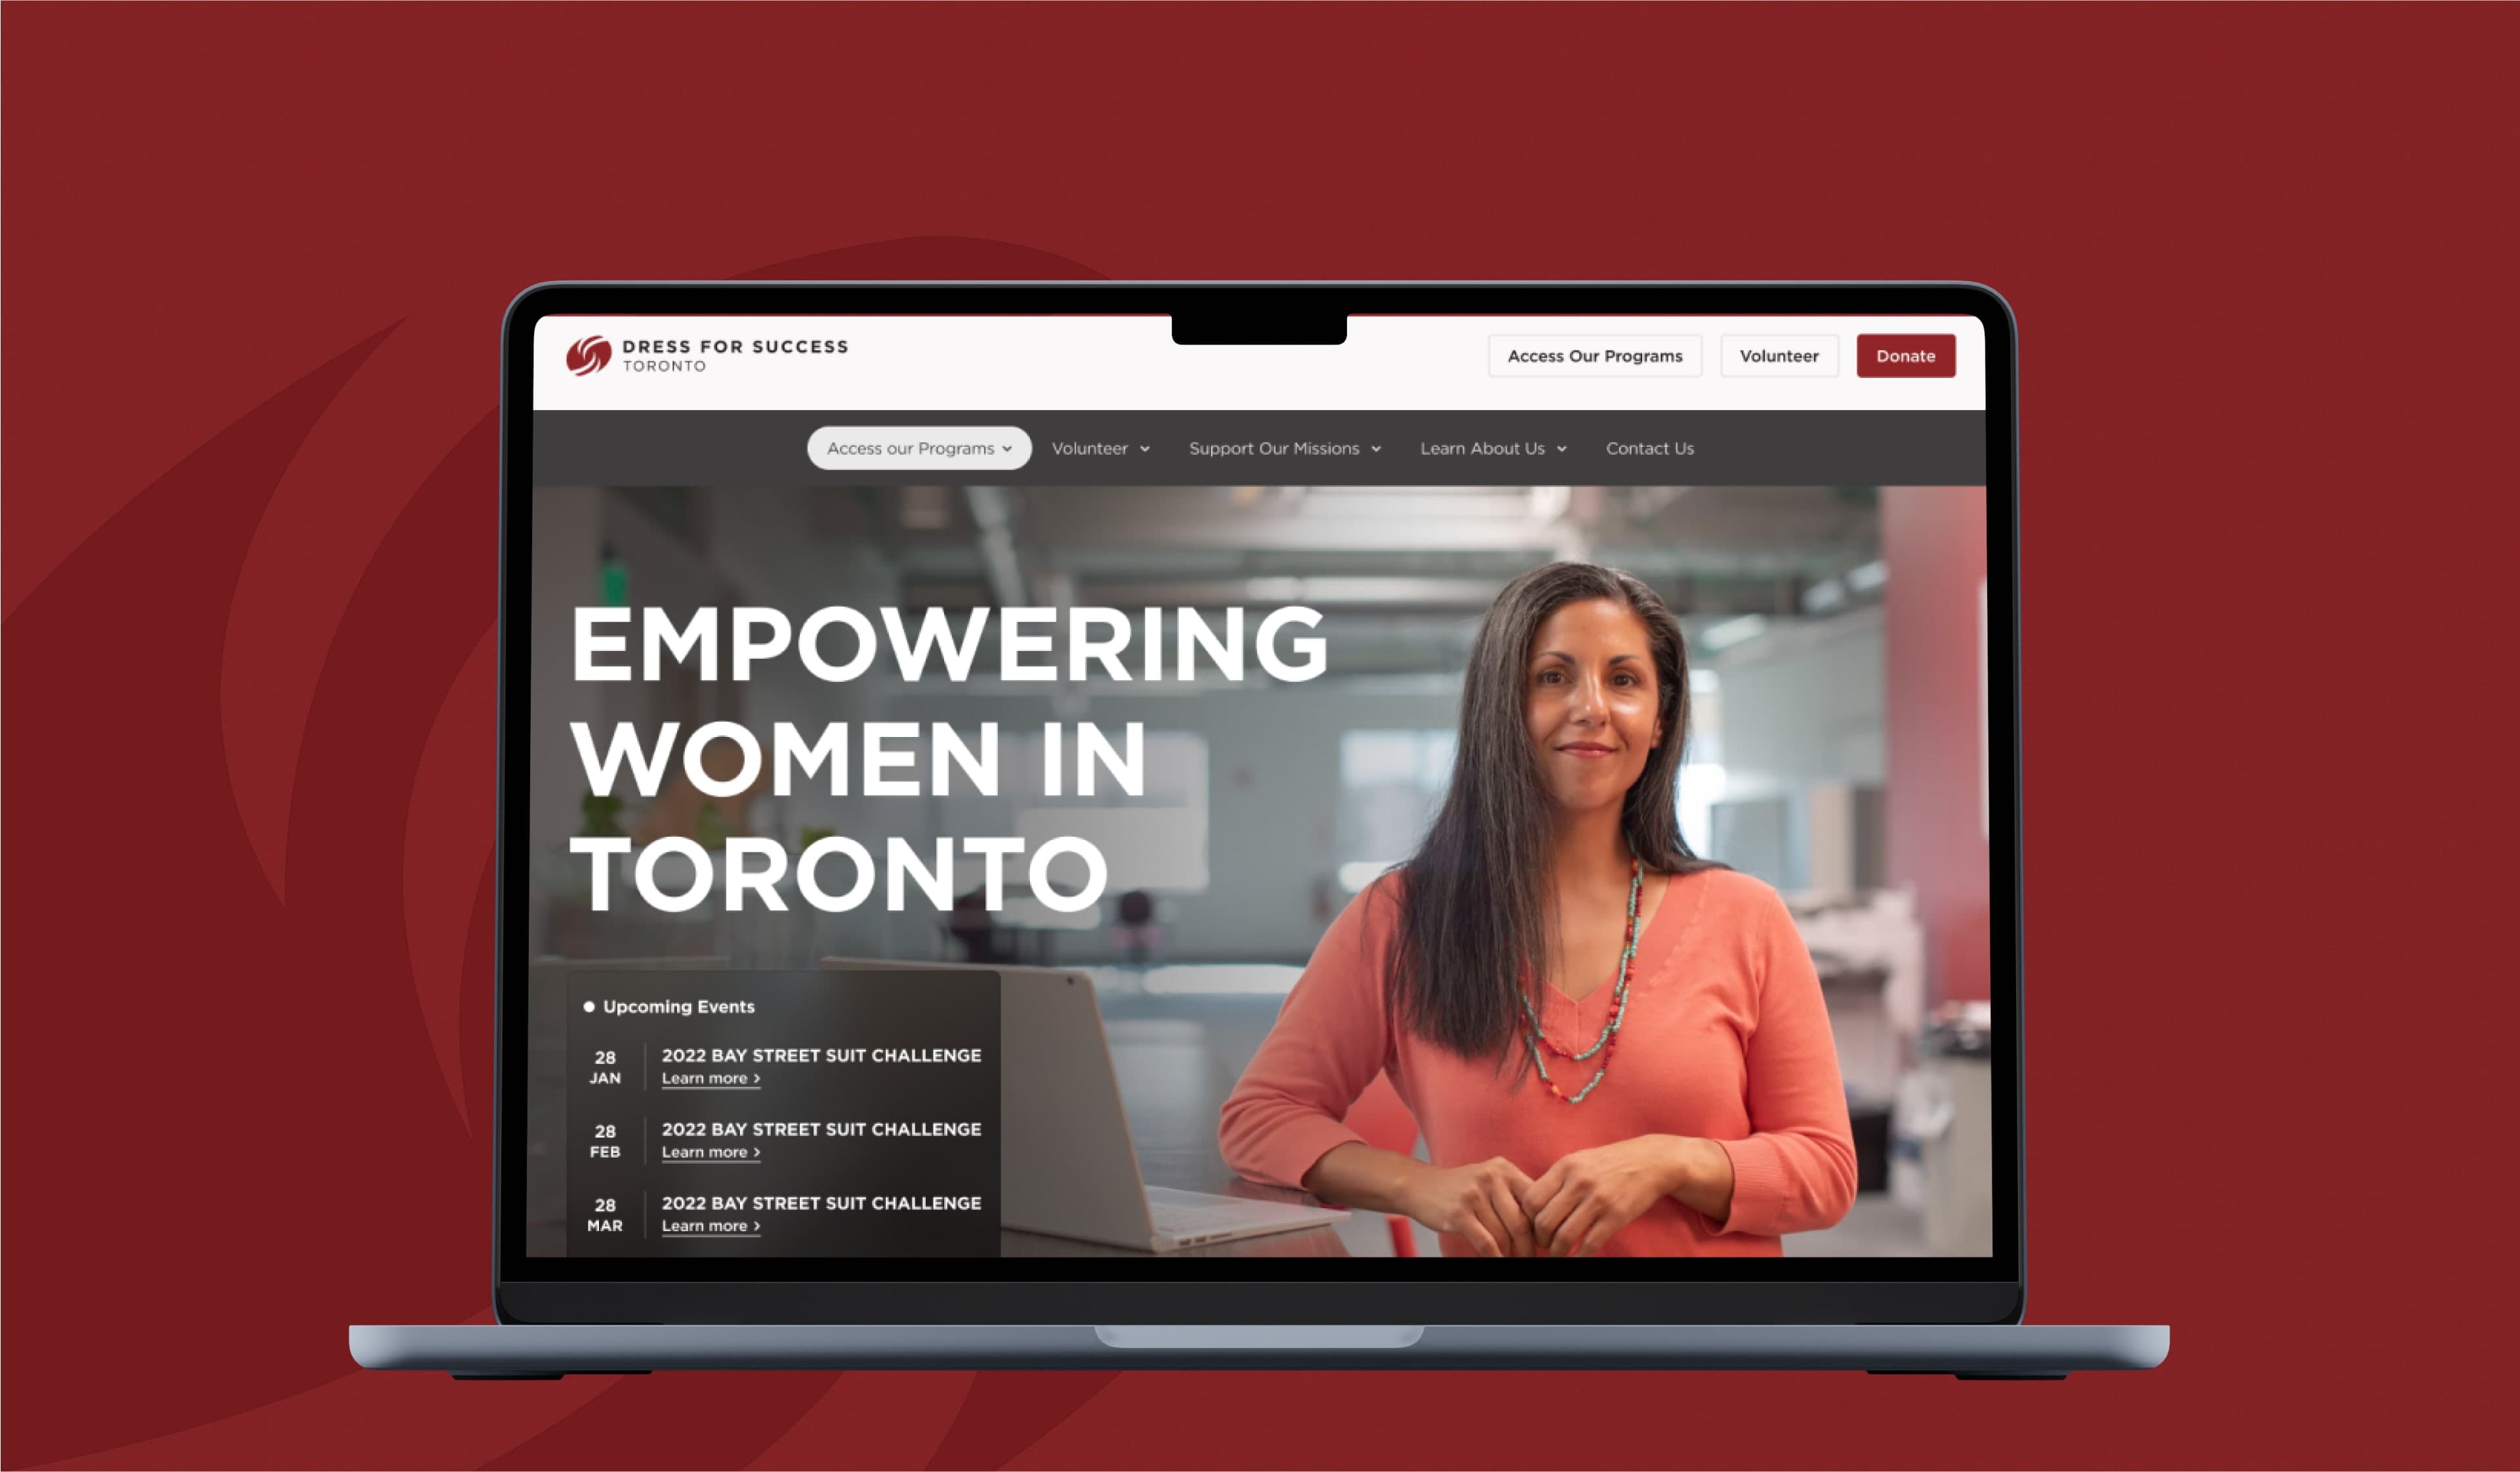 DRESS FOR SUCCESS
TORONTO
Access Our Programs
Volunteer
Donate
Access our Programs
Volunteer
Support Our Missions
Learn About Us
Contact Us
EMPOWERING
WOMEN IN
TORONTO
Upcoming Events
28
JAN
2022 BAY STREET SUIT CHALLENGE
Learn more >
28
FEB
2022 BAY STREET SUIT CHALLENGE
Learn more >
28
MAR
2022 BAY STREET SUIT CHALLENGE
Learn more >